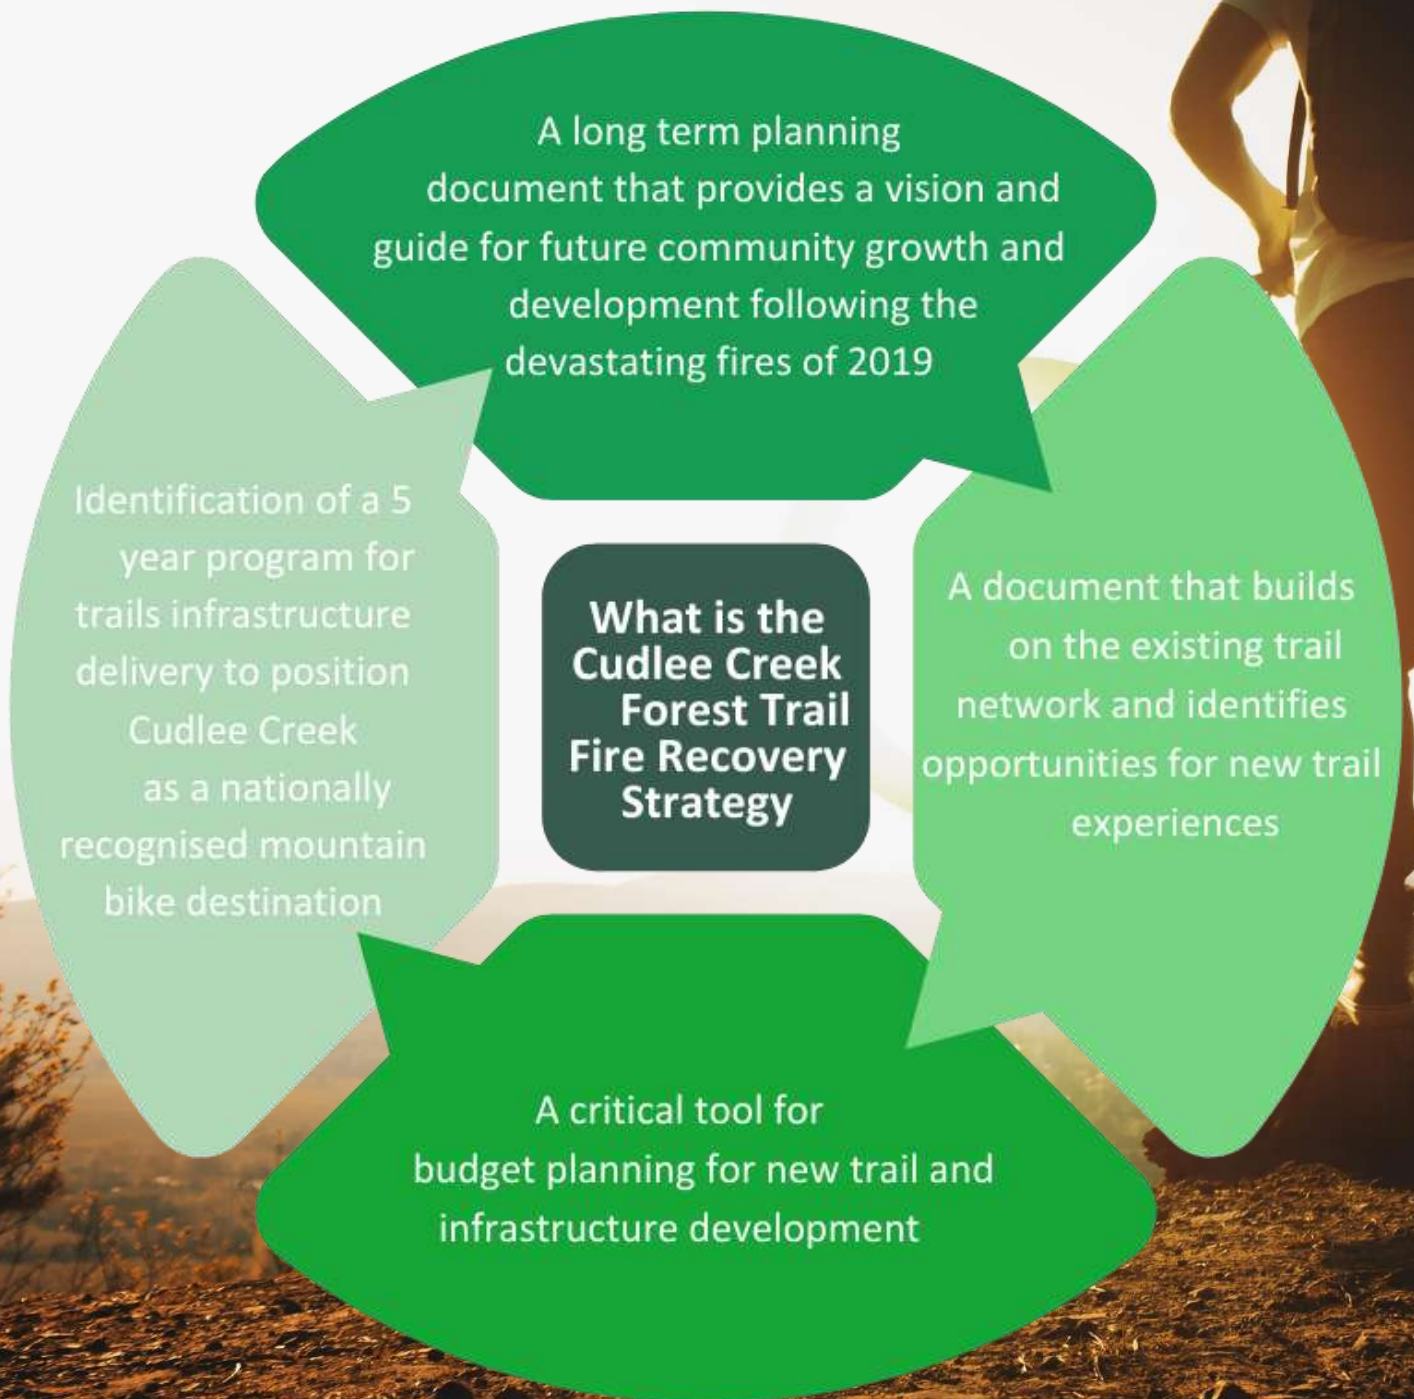 A long term planning
document that provides a vision and
guide for future community growth and
development following the
devastating fires of 2019
Identification of a 5
year program for
trails infrastructure
delivery to position
Cudlee Creek
as a nationally
recognised mountain
bike destination
What is the
Cudlee Creek
Forest Trail
Fire Recovery
Strategy
A document that builds
on the existing trail
network and identifies
opportunities for new trail
experiences
A critical tool for
budget planning for new trail and
infrastructure development